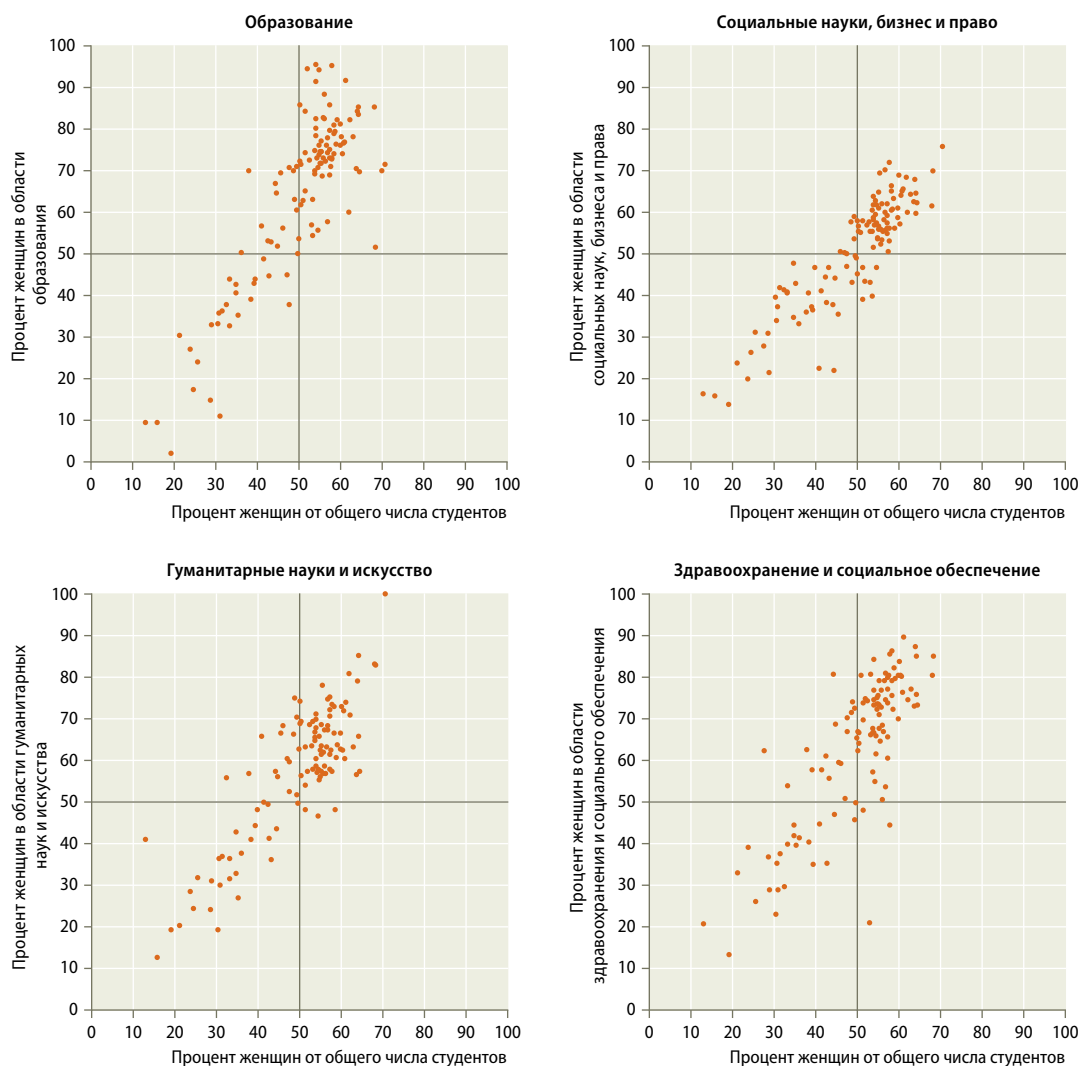 Образование
Процент женщин в области
образования
100
90
80
70
60
50
40
30
20
10
0
0 10 20 30 40 50 60 70 80 90 100
Процент женщин от общего числа студентов
Социальные науки, бизнес и право
Процент женщин в области
социальных наук, бизнеса и права
100
90
80
70
60
50
40
30
20
10
0
0 10 20 30 40 50 60 70 80 90 100
Процент женщин от общего числа студентов
Гуманитарные науки и искусство
Процент женщин в области гуманитарных
наук и искусства
100
90
80
70
60
50
40
30
20
10
0
0 10 20 30 40 50 60 70 80 90 100
Процент женщин от общего числа студентов
Здравоохранение и социальное обеспечение
Процент женщин в области
здравоохранения и социального обеспечения
100
90
80
70
60
50
40
30
20
10
0
0 10 20 30 40 50 60 70 80 90 100
Процент женщин от общего числа студентов